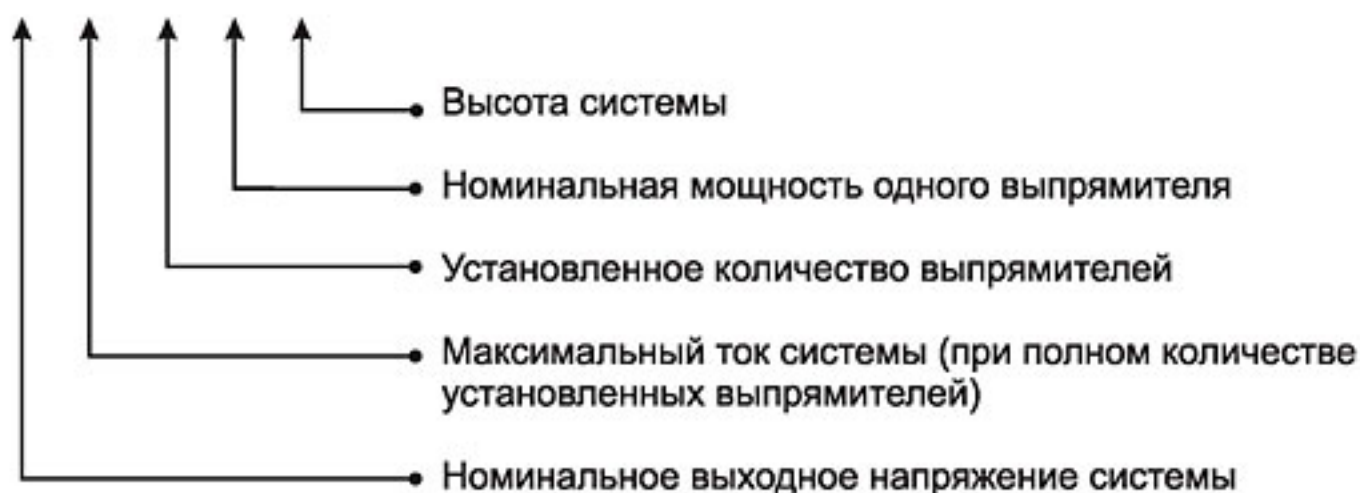 Высота системы
Номинальная мощность одного выпрямителя
Установленное количество выпрямителей
Максимальный ток системы (при полном количестве
установленных выпрямителей)
Номинальное выходное напряжение системы